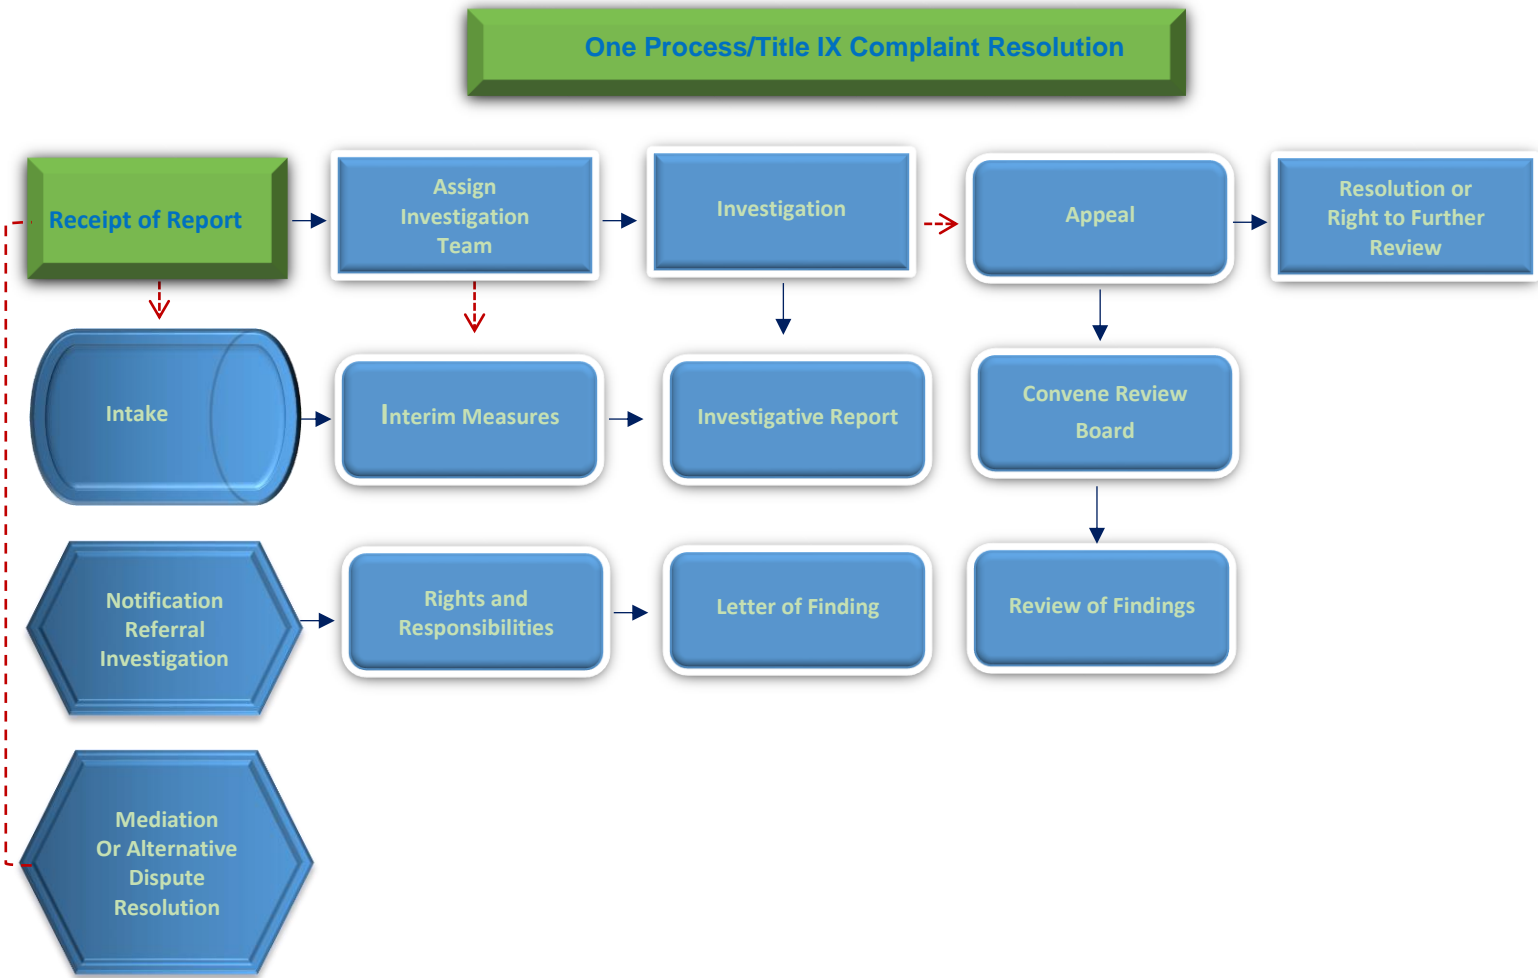 One Process/Title IX Complaint Resolution
Receipt of Report
Assign
Investigation
Team
Investigation
Appeal
Resolution or
Right to Further
Review
Intake
Interim Measures
Investigative Report
Convene Review
Board
Notification
Referral
Investigation
Rights and
Responsibilities
Letter of Finding
Review of Findings
Mediation
Or Alternative
Dispute
Resolution